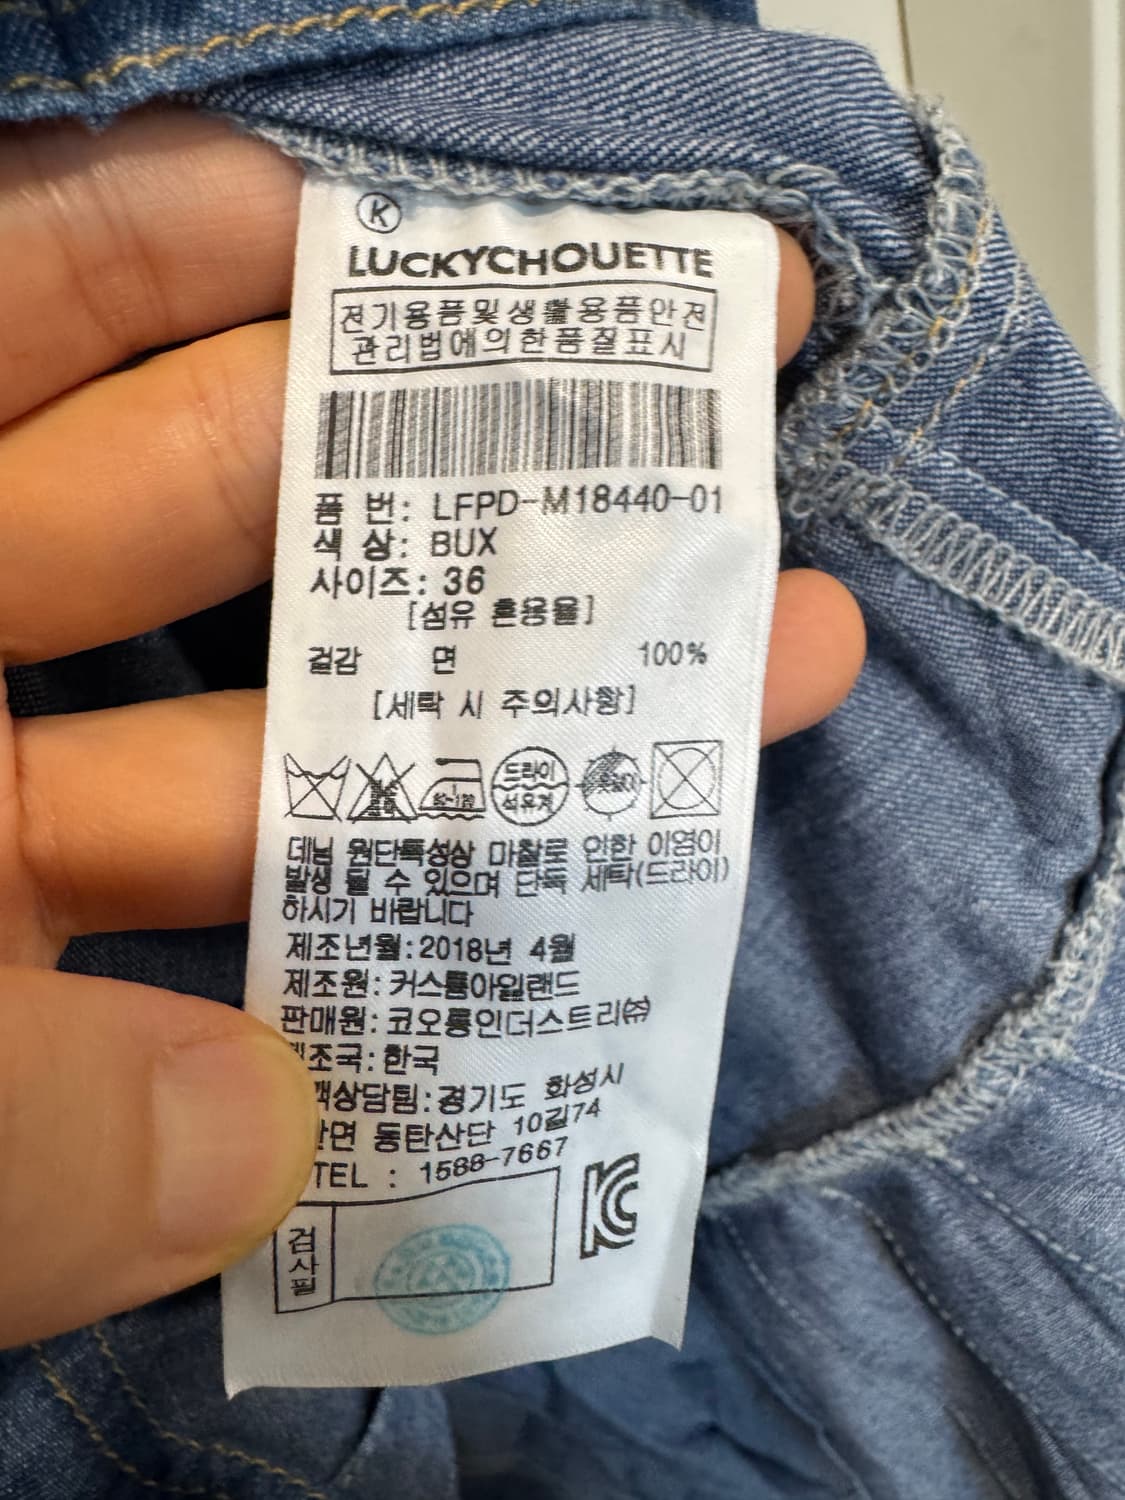 K
LUCKYCHOUETTE
전기용품및생활용품안전
관리법에의한품질표시
품 번: LFPD-M18440-01
색 상: BUX
사이즈: 36
[섬유 혼용율]
겉감 면 100%
[세탁 시 주의사항]
드라이
석유계
데님 원단특성상 마찰로 인한 이염이
발생 될 수 있으며 단독 세탁(드라이)
하시기 바랍니다
제조년월:2018년 4월
제조원: 커스틈아일랜드
판매원: 코오롱인더스트리㈜
조국:한국
상담팀:경기도 화성시
면 동탄산단 10길74
TEL : 1588-7667
검사필
KC